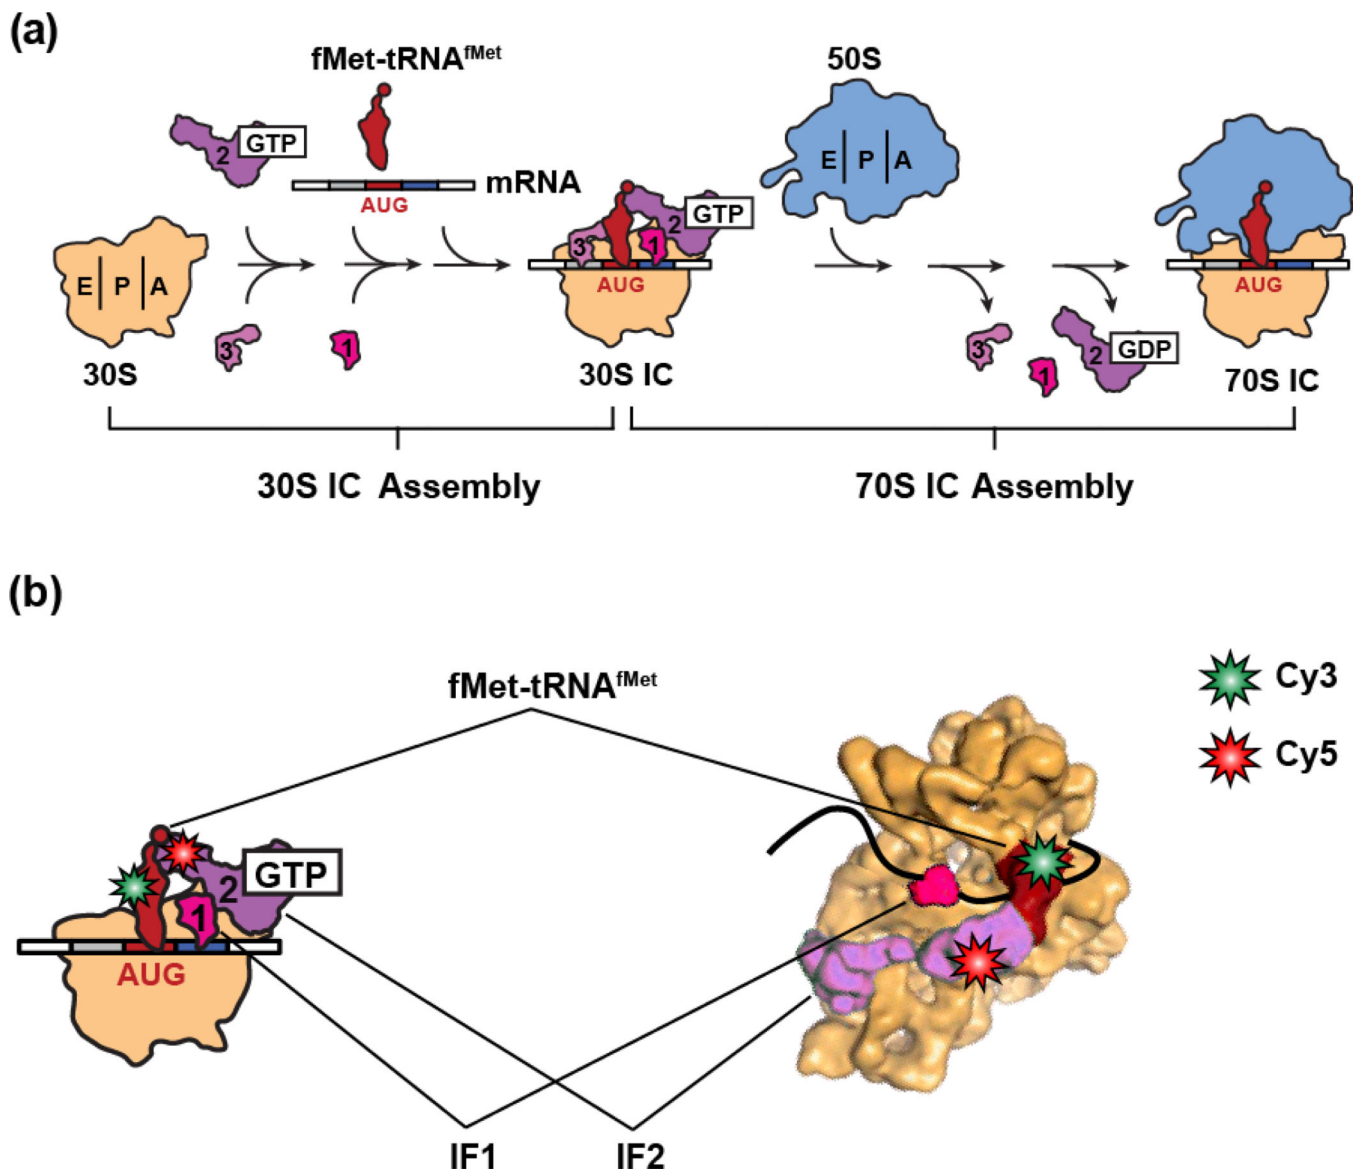 (a)
fMet-tRNAfMet
50S
2 GTP
mRNA
AUG
E P A
30S
3
1
3 1 2 GTP
AUG
30S IC
E P A
3
1
2 GDP
AUG
70S IC
30S IC Assembly
70S IC Assembly
(b)
fMet-tRNAfMet
Cy3
Cy5
1 2 GTP
AUG
IF1
IF2